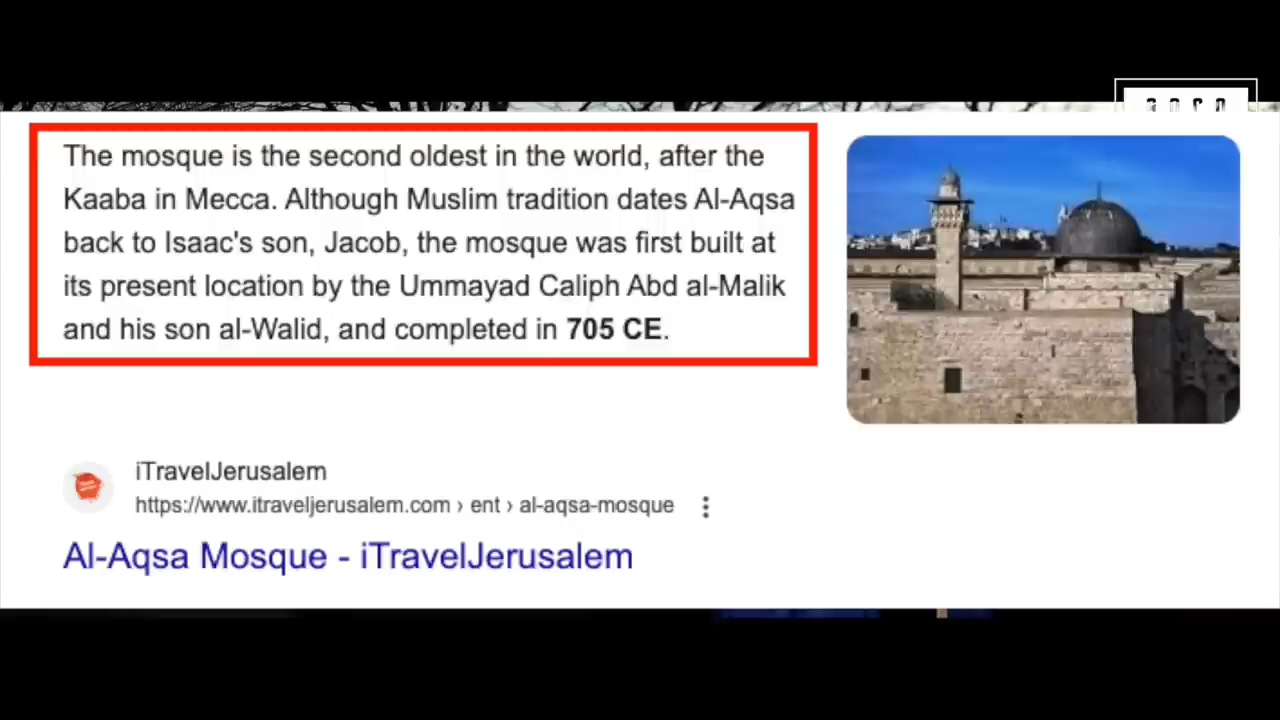 The mosque is the second oldest in the world, after the
Kaaba in Mecca. Although Muslim tradition dates Al-Aqsa
back to Isaac's son, Jacob, the mosque was first built at
its present location by the Ummayad Caliph Abd al-Malik
and his son al-Walid, and completed in 705 CE.
iTravelJerusalem
https://www.itraveljerusalem.com › ent › al-aqsa-mosque
Al-Aqsa Mosque - iTravelJerusalem